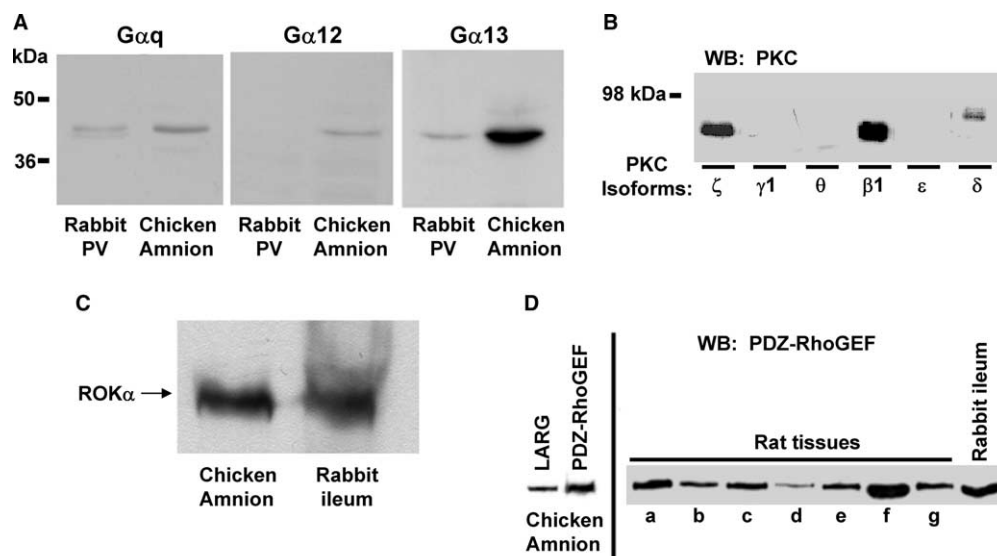 A
Gαq
Gα12
Gα13
kDa
50
36
Rabbit PV
Chicken Amnion
Rabbit PV
Chicken Amnion
Rabbit PV
Chicken Amnion
B
WB: PKC
98 kDa
PKC
Isoforms: ζ γ1 θ β1 ε δ
C
ROKα
Chicken Amnion
Rabbit ileum
D
LARG
PDZ-RhoGEF
Chicken Amnion
WB: PDZ-RhoGEF
Rat tissues
Rabbit ileum
a b c d e f g